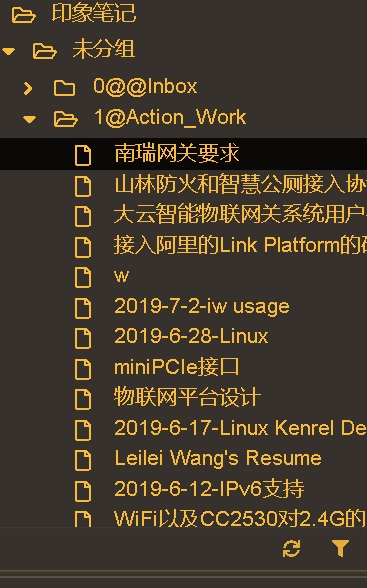 印象笔记
未分组
0@@Inbox
1@Action_Work
南瑞网关要求
山林防火和智慧公厕接入协
大云智能物联网关系统用户
接入阿里的Link Platform的
w
2019-7-2-iw usage
2019-6-28-Linux
miniPCIe接口
物联网平台设计
2019-6-17-Linux Kenrel De
Leilei Wang's Resume
2019-6-12-IPv6支持
WiFi以及CC2530对2.4G的